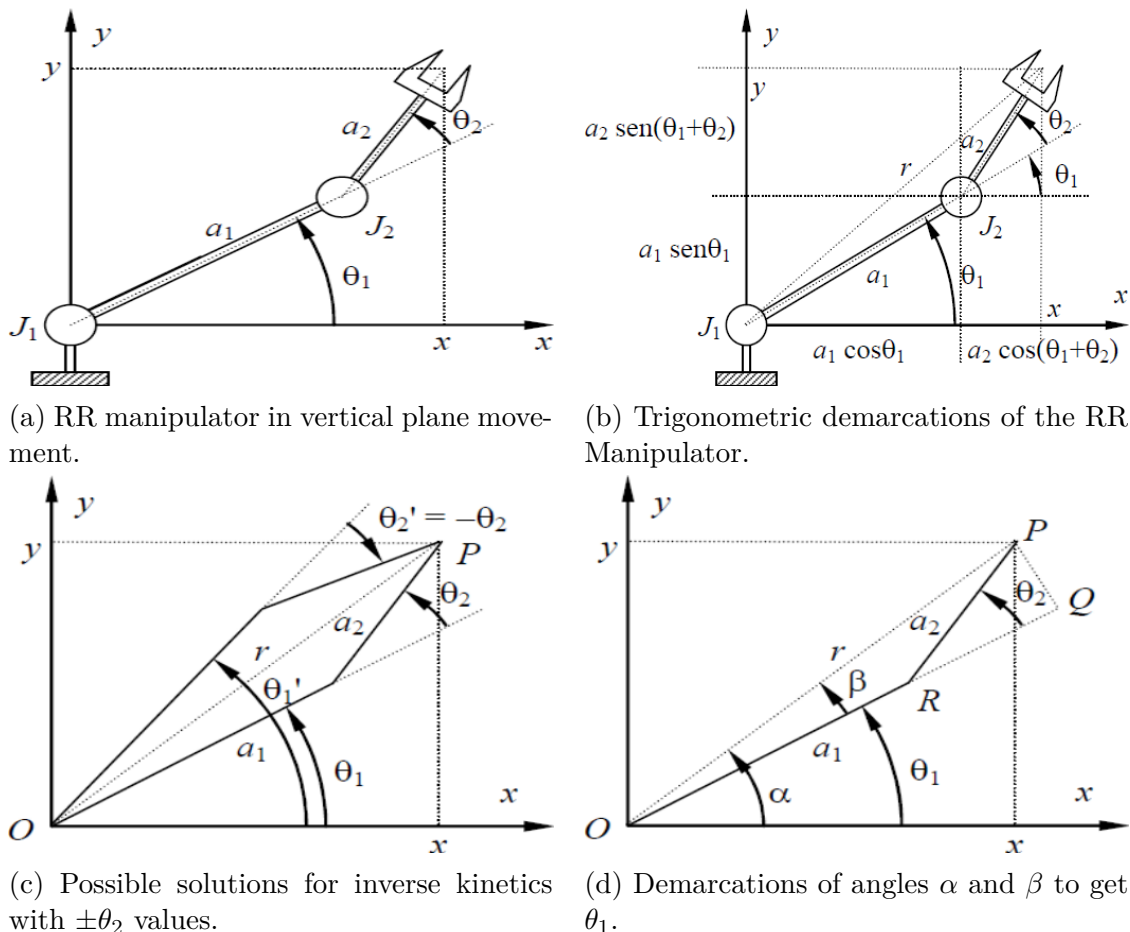 y
y
a₂
θ₂
a₁
J₂
θ₁
J₁
x
x
(a) RR manipulator in vertical plane move-
ment.
y
y
a₂ sen(θ₁+θ₂)
a₂
θ₂
r
θ₁
J₂
a₁ senθ₁
a₁
θ₁
x
x
J₁
a₁ cosθ₁
a₂ cos(θ₁+θ₂)
(b) Trigonometric demarcations of the RR
Manipulator.
y
θ₂' = −θ₂
y
P
θ₂
a₂
r
θ₁'
a₁
θ₁
x
O
x
(c) Possible solutions for inverse kinetics
with ±θ₂ values.
y
P
y
θ₂
Q
a₂
r
β
R
a₁
θ₁
α
x
O
x
(d) Demarcations of angles α and β to get
θ₁.